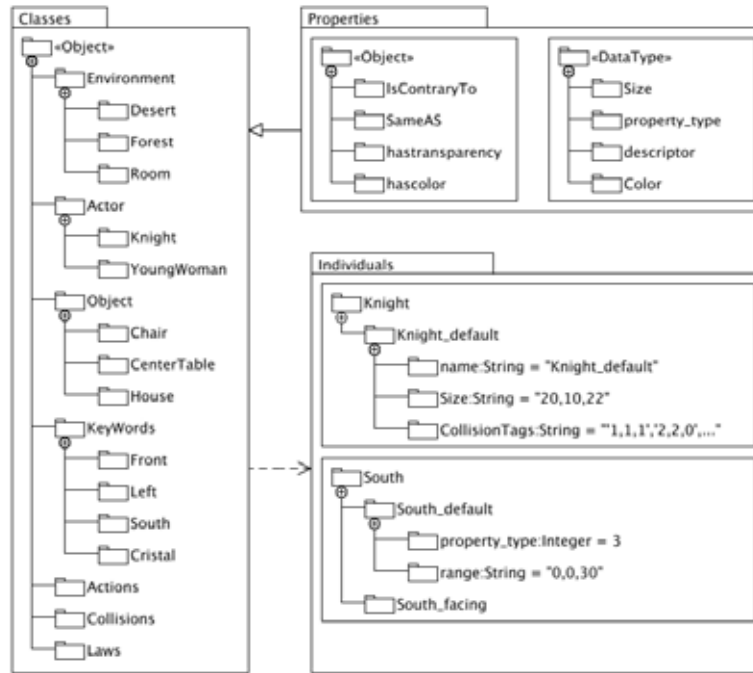 Classes
«Object»
Environment
Desert
Forest
Room
Actor
Knight
YoungWoman
Object
Chair
CenterTable
House
KeyWords
Front
Left
South
Cristal
Actions
Collisions
Laws
Properties
«Object»
IsContraryTo
SameAS
hastransparency
hascolor
«DataType»
Size
property_type
descriptor
Color
Individuals
Knight
Knight_default
name:String = "Knight_default"
Size:String = "20,10,22"
CollisionTags:String = "'1,1,1','2,2,0',..."
South
South_default
property_type:Integer = 3
range:String = "0,0,30"
South_facing